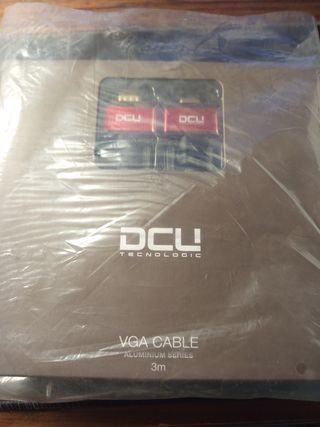 DCU DCU
DCU
TECNOLOGIC
VGA CABLE
ALUMINIUM SERIES
3m